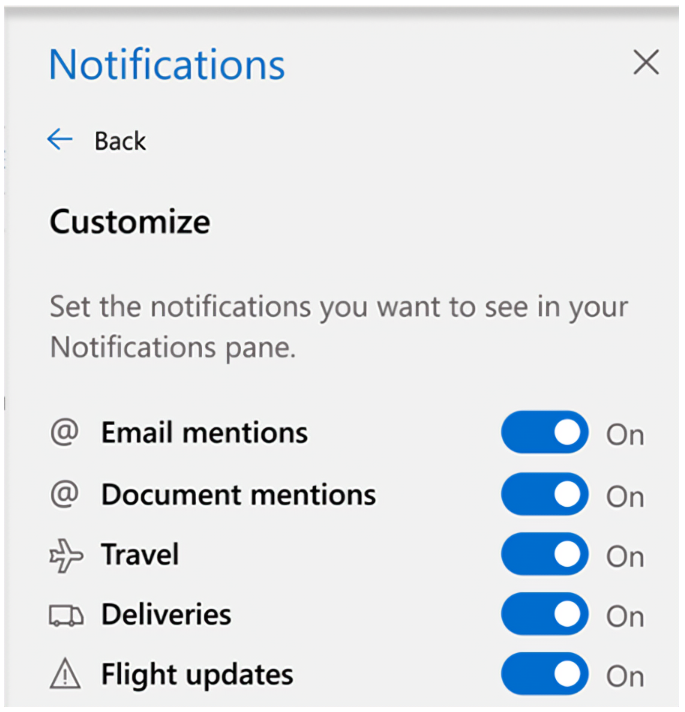 Notifications
Back
Customize
Set the notifications you want to see in your
Notifications pane.
@ Email mentions On
@ Document mentions On
Travel On
Deliveries On
Flight updates On